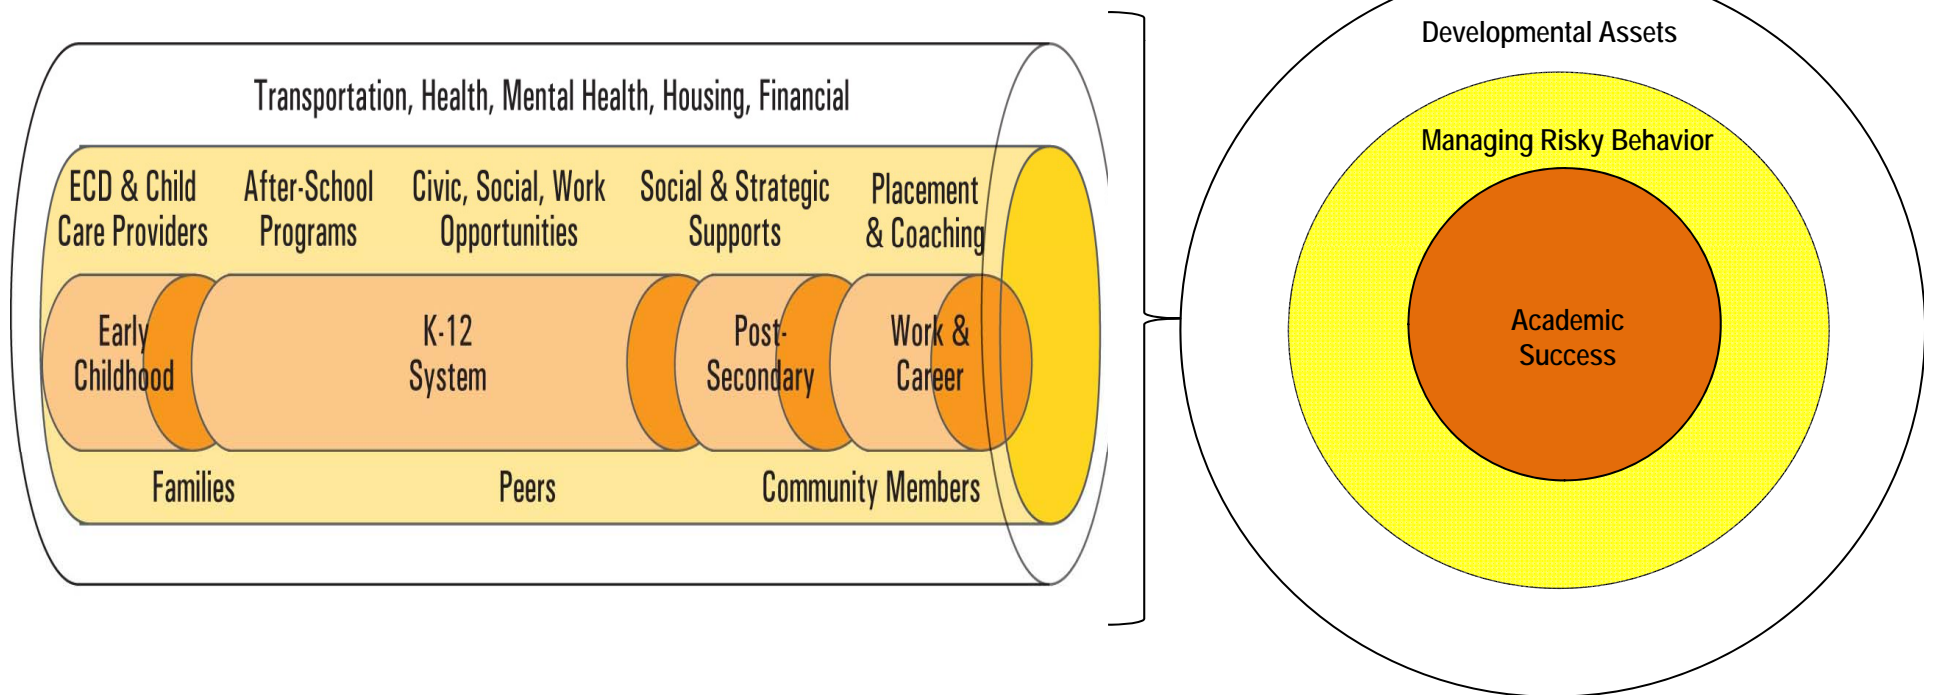 Transportation, Health, Mental Health, Housing, Financial
ECD & Child
Care Providers
After-School
Programs
Civic, Social, Work
Opportunities
Social & Strategic
Supports
Placement
& Coaching
Early
Childhood
K-12
System
Post-
Secondary
Work &
Career
Families
Peers
Community Members
Developmental Assets
Managing Risky Behavior
Academic
Success